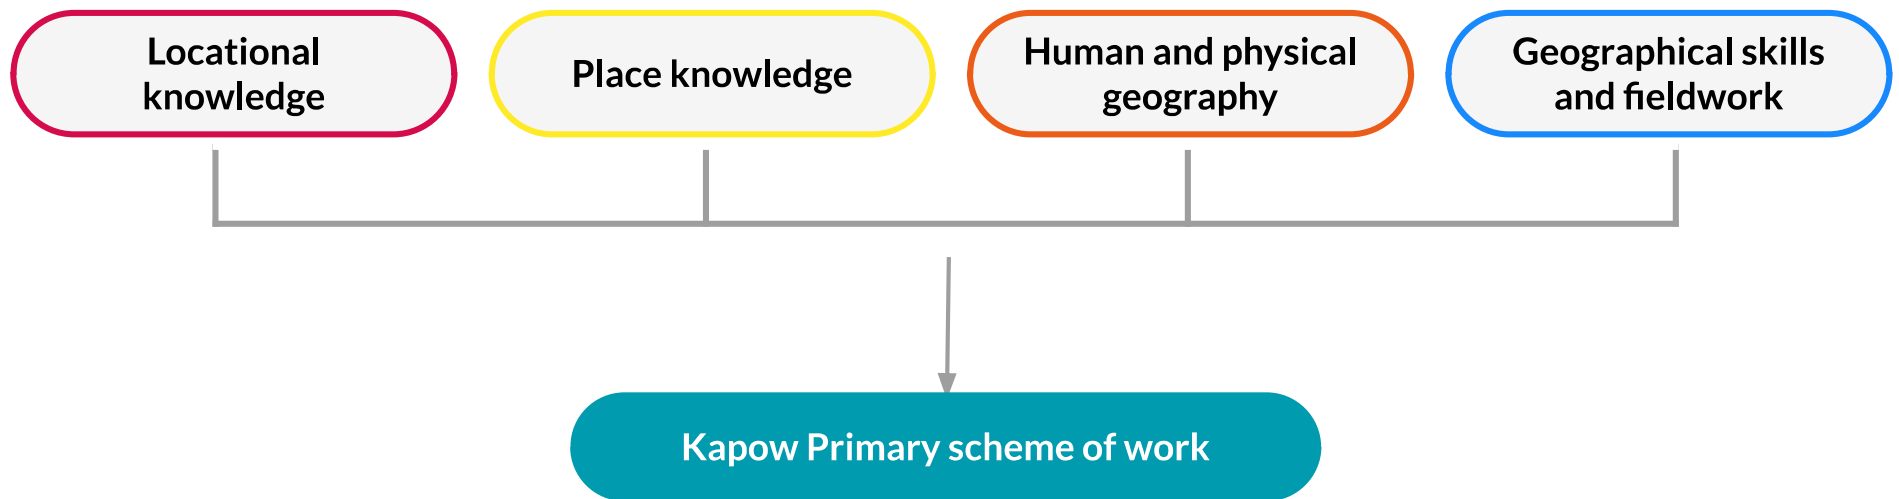 Locational
knowledge
Place knowledge
Human and physical
geography
Geographical skills
and fieldwork
Kapow Primary scheme of work